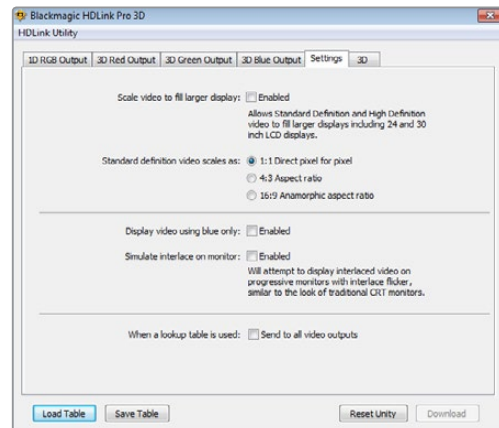 Blackmagic HDLink Pro 3D
HDLink Utility
1D RGB Output 3D Red Output 3D Green Output 3D Blue Output Settings 3D
Scale video to fill larger display: Enabled
Allows Standard Definition and High Definition
video to fill larger displays including 24 and 30
inch LCD displays.
Standard definition video scales as: 1:1 Direct pixel for pixel
4:3 Aspect ratio
16:9 Anamorphic aspect ratio
Display video using blue only: Enabled
Simulate interlace on monitor: Enabled
Will attempt to display interlaced video on
progressive monitors with interlace flicker,
similar to the look of traditional CRT monitors.
When a lookup table is used: Send to all video outputs
Load Table Save Table Reset Unity Download